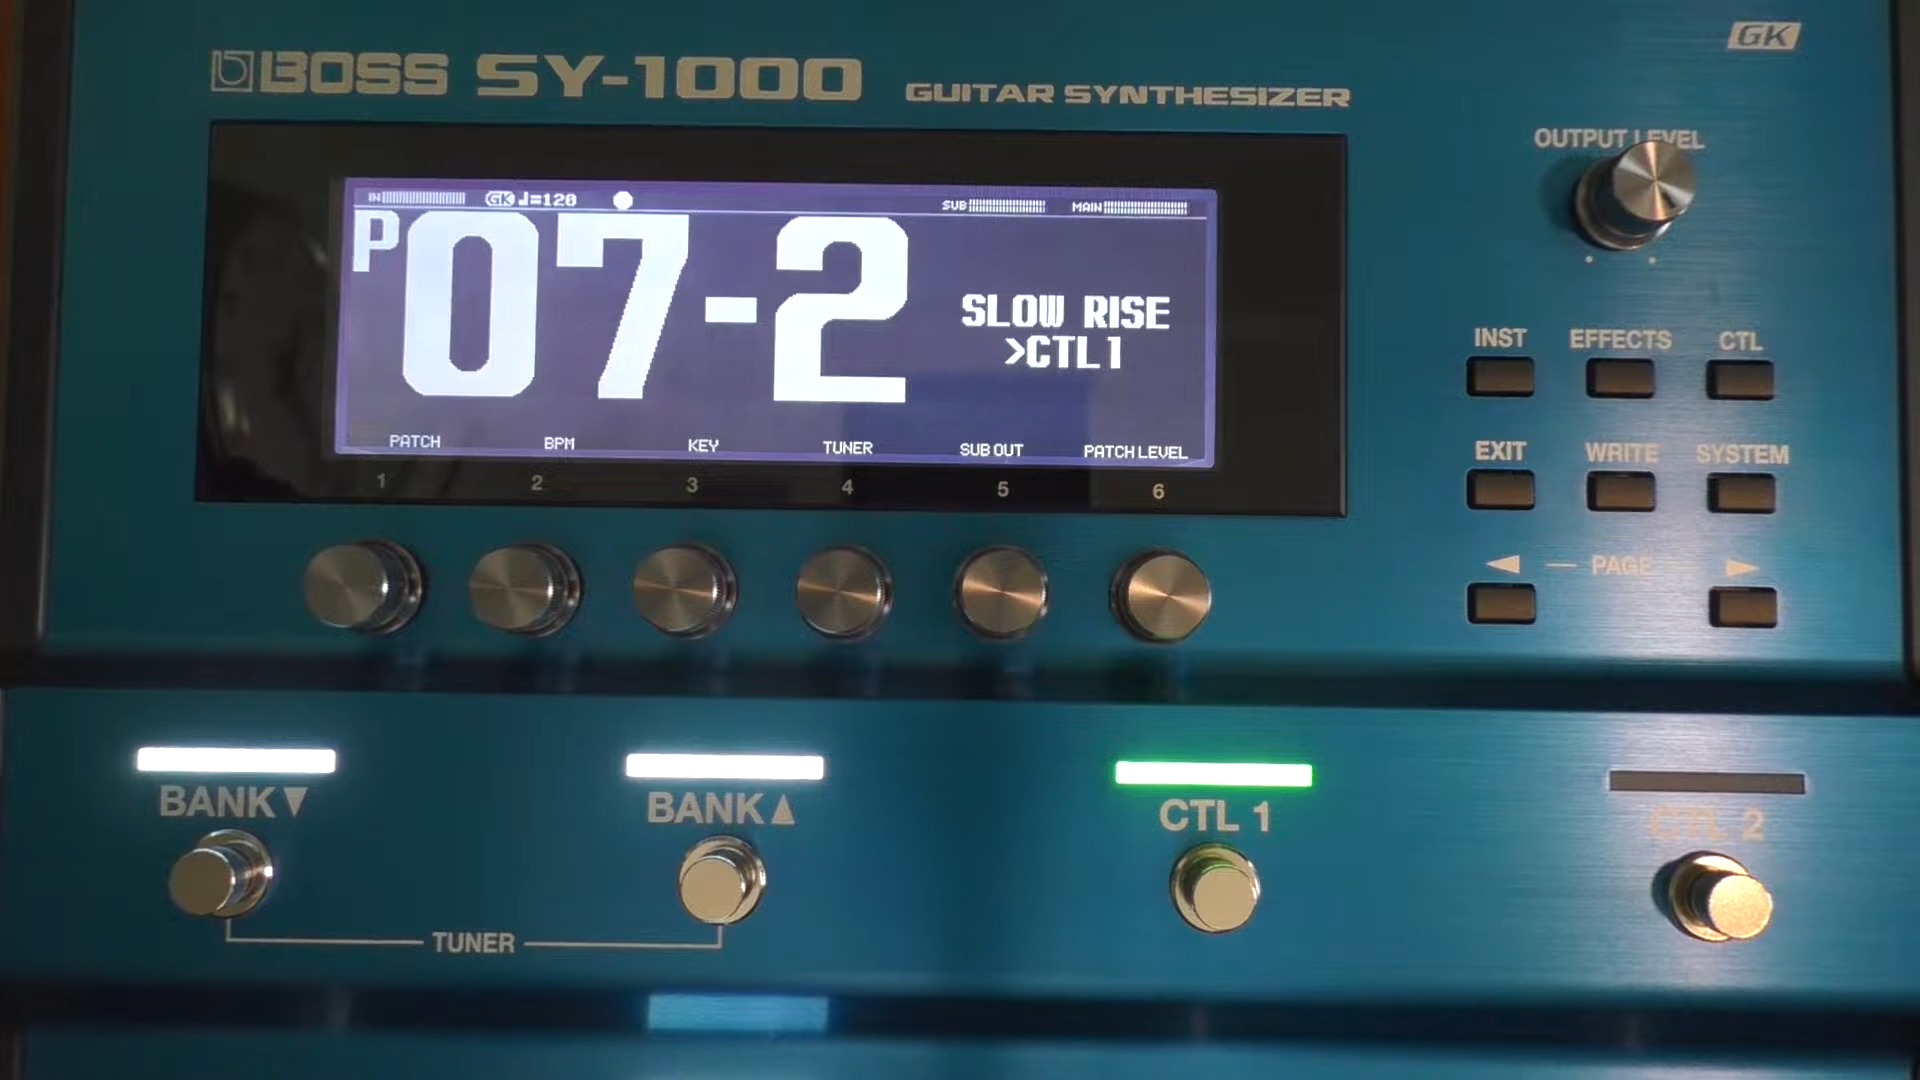 BOSS SY-1000 GUITAR SYNTHESIZER
GK
OUTPUT LEVEL
IN GK ♩=120 SUB MAIN
P07-2
SLOW RISE
>CTL1
PATCH BPM KEY TUNER SUB OUT PATCH LEVEL
1 2 3 4 5 6
INST EFFECTS CTL
EXIT WRITE SYSTEM
◀ — PAGE ▶
BANK▼ BANK▲ CTL 1 CTL 2
TUNER